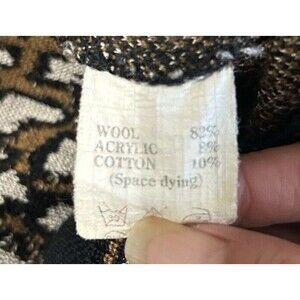 WOOL 82%
ACRYLIC 8%
COTTON 10%
(Space dying)